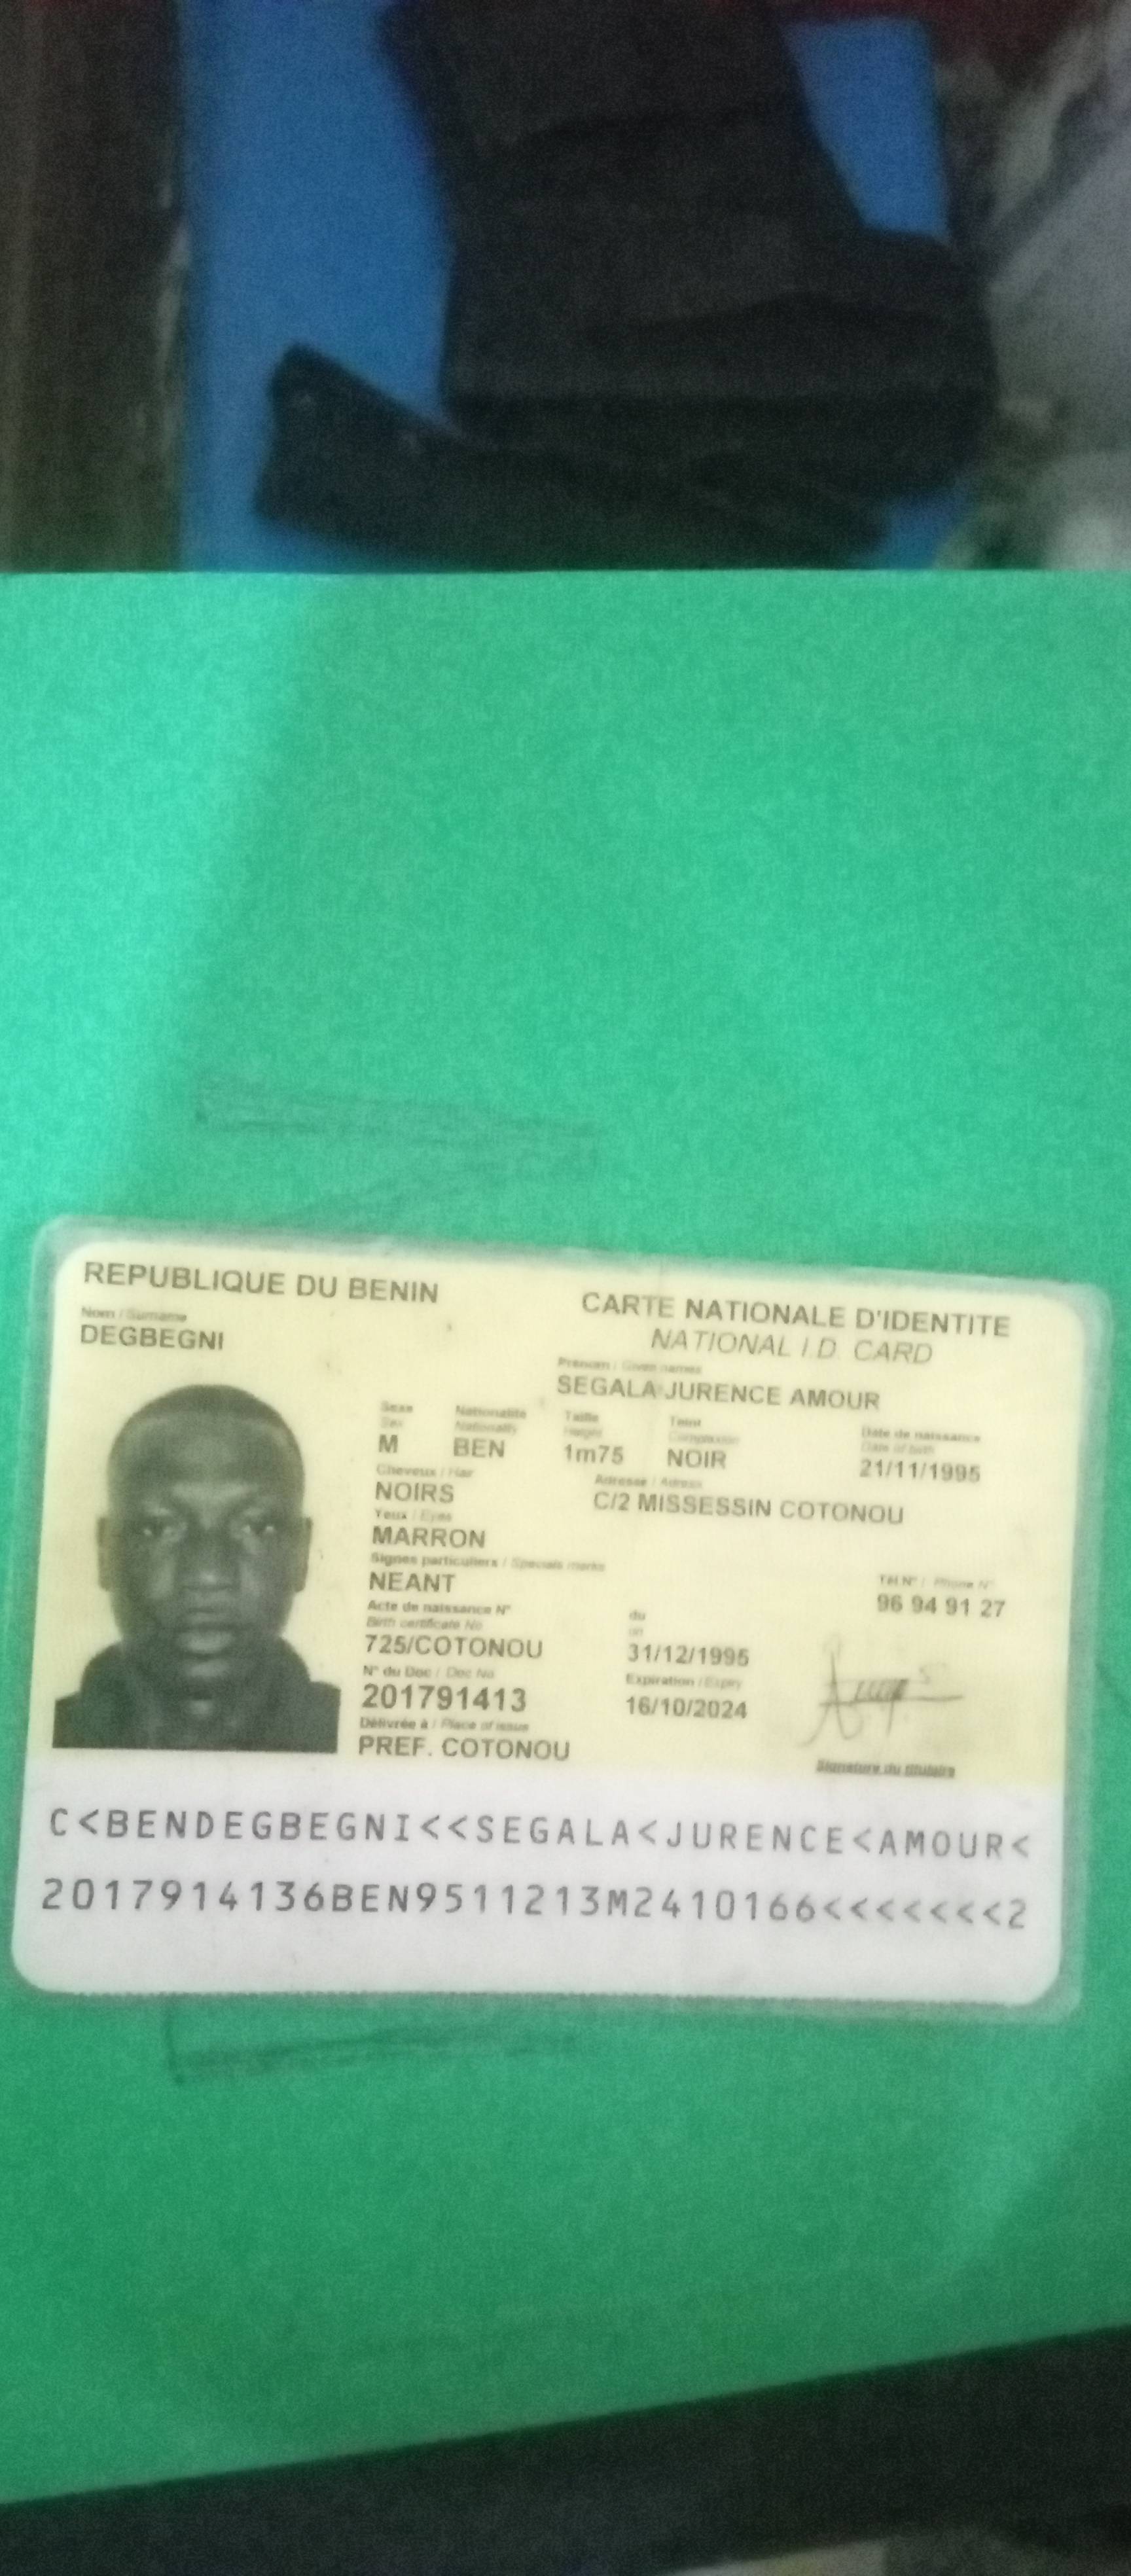 REPUBLIQUE DU BENIN
CARTE NATIONALE D'IDENTITE
NATIONAL I.D. CARD
Nom / Surname
DEGBEGNI
Prénom / Given names
SEGALA JURENCE AMOUR
Sexe Nationalité Taille Teint Date de naissance
Sex Nationality Height Date of birth
M BEN 1m75 NOIR 21/11/1995
Cheveux / Hair Adresse /
NOIRS C/2 MISSESSIN COTONOU
Yeux / Eyes
MARRON
Signes particuliers / Specials marks
NEANT
Tél N° / Phone N°
96 94 91 27
Acte de naissance N° du
Birth certificate No on
725/COTONOU 31/12/1995
N° du Doc / Doc No Expiration / Expiry
201791413 16/10/2024
Délivrée à / Place of issue
PREF. COTONOU
Signature du titulaire
C<BENDEGBEGNI<<SEGALA<JURENCE<AMOUR<
2017914136BEN9511213M2410166<<<<<<<2